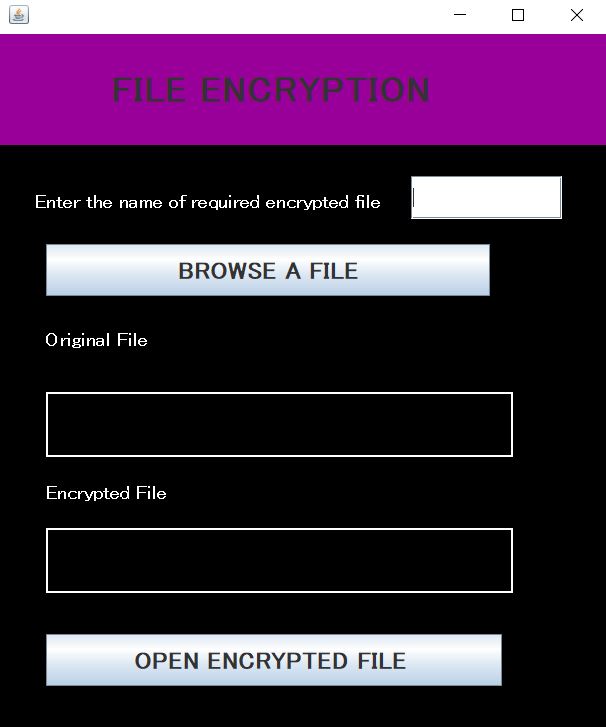 FILE ENCRYPTION
Enter the name of required encrypted file
BROWSE A FILE
Original File
Encrypted File
OPEN ENCRYPTED FILE